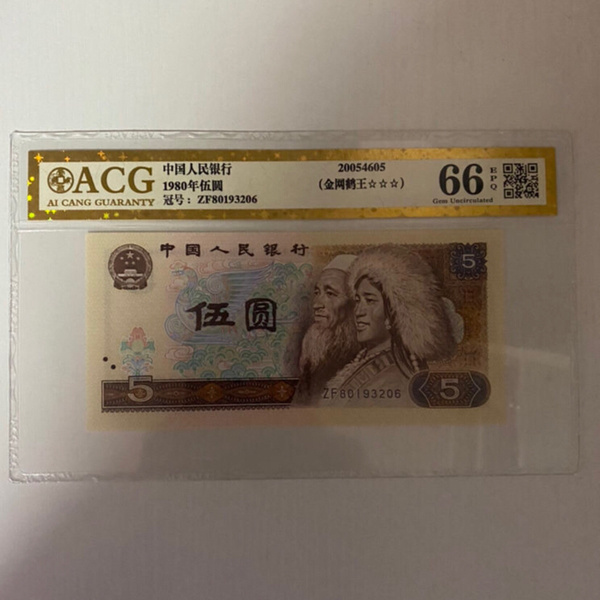 ACG
AI CANG GUARANTY
中国人民银行
1980年伍圆
冠号：ZF80193206
20054605
(金网鹤王☆☆☆)
66
EPQ
Gem Uncirculated
中国人民银行
5
伍圆
5
ZF80193206
5